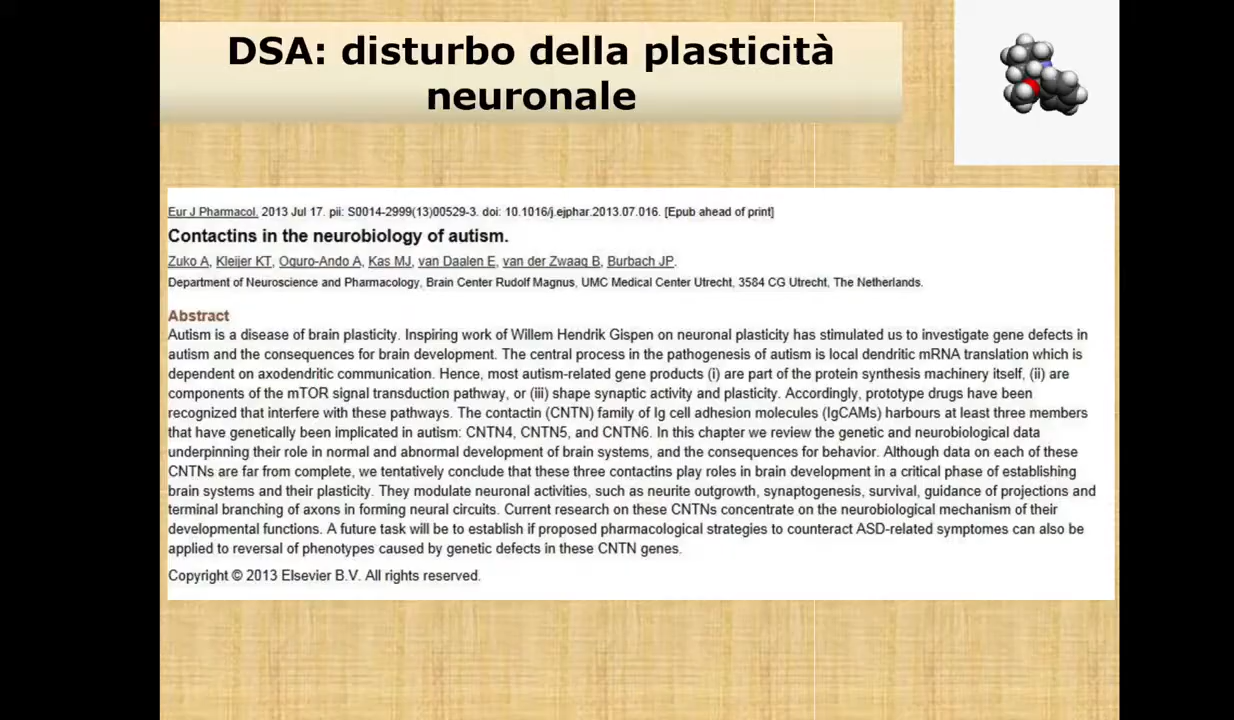 DSA: disturbo della plasticità
neuronale
Eur J Pharmacol. 2013 Jul 17. pii: S0014-2999(13)00529-3. doi: 10.1016/j.ejphar.2013.07.016. [Epub ahead of print]
Contactins in the neurobiology of autism.
Zuko A, Kleijer KT, Oguro-Ando A, Kas MJ, van Daalen E, van der Zwaag B, Burbach JP.
Department of Neuroscience and Pharmacology, Brain Center Rudolf Magnus, UMC Medical Center Utrecht, 3584 CG Utrecht, The Netherlands.
Abstract
Autism is a disease of brain plasticity. Inspiring work of Willem Hendrik Gispen on neuronal plasticity has stimulated us to investigate gene defects in
autism and the consequences for brain development. The central process in the pathogenesis of autism is local dendritic mRNA translation which is
dependent on axodendritic communication. Hence, most autism-related gene products (i) are part of the protein synthesis machinery itself, (ii) are
components of the mTOR signal transduction pathway, or (iii) shape synaptic activity and plasticity. Accordingly, prototype drugs have been
recognized that interfere with these pathways. The contactin (CNTN) family of Ig cell adhesion molecules (IgCAMs) harbours at least three members
that have genetically been implicated in autism: CNTN4, CNTN5, and CNTN6. In this chapter we review the genetic and neurobiological data
underpinning their role in normal and abnormal development of brain systems, and the consequences for behavior. Although data on each of these
CNTNs are far from complete, we tentatively conclude that these three contactins play roles in brain development in a critical phase of establishing
brain systems and their plasticity. They modulate neuronal activities, such as neurite outgrowth, synaptogenesis, survival, guidance of projections and
terminal branching of axons in forming neural circuits. Current research on these CNTNs concentrate on the neurobiological mechanism of their
developmental functions. A future task will be to establish if proposed pharmacological strategies to counteract ASD-related symptomes can also be
applied to reversal of phenotypes caused by genetic defects in these CNTN genes.
Copyright © 2013 Elsevier B.V. All rights reserved.